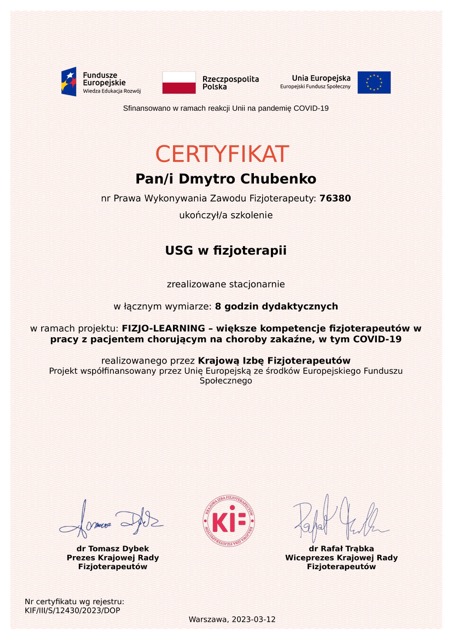 Fundusze
Europejskie
Wiedza Edukacja Rozwój
Rzeczpospolita
Polska
Unia Europejska
Europejski Fundusz Społeczny
Sfinansowano w ramach reakcji Unii na pandemię COVID-19
CERTYFIKAT
Pan/i Dmytro Chubenko
nr Prawa Wykonywania Zawodu Fizjoterapeuty: 76380
ukończył/a szkolenie
USG w fizjoterapii
zrealizowane stacjonarnie
w łącznym wymiarze: 8 godzin dydaktycznych
w ramach projektu: FIZJO-LEARNING – większe kompetencje fizjoterapeutów w
pracy z pacjentem chorującym na choroby zakaźne, w tym COVID-19
realizowanego przez Krajową Izbę Fizjoterapeutów
Projekt współfinansowany przez Unię Europejską ze środków Europejskiego Funduszu
Społecznego
KIF
dr Tomasz Dybek
Prezes Krajowej Rady
Fizjoterapeutów
dr Rafał Trąbka
Wiceprezes Krajowej Rady
Fizjoterapeutów
Nr certyfikatu wg rejestru:
KIF/III/S/12430/2023/DOP
Warszawa, 2023-03-12